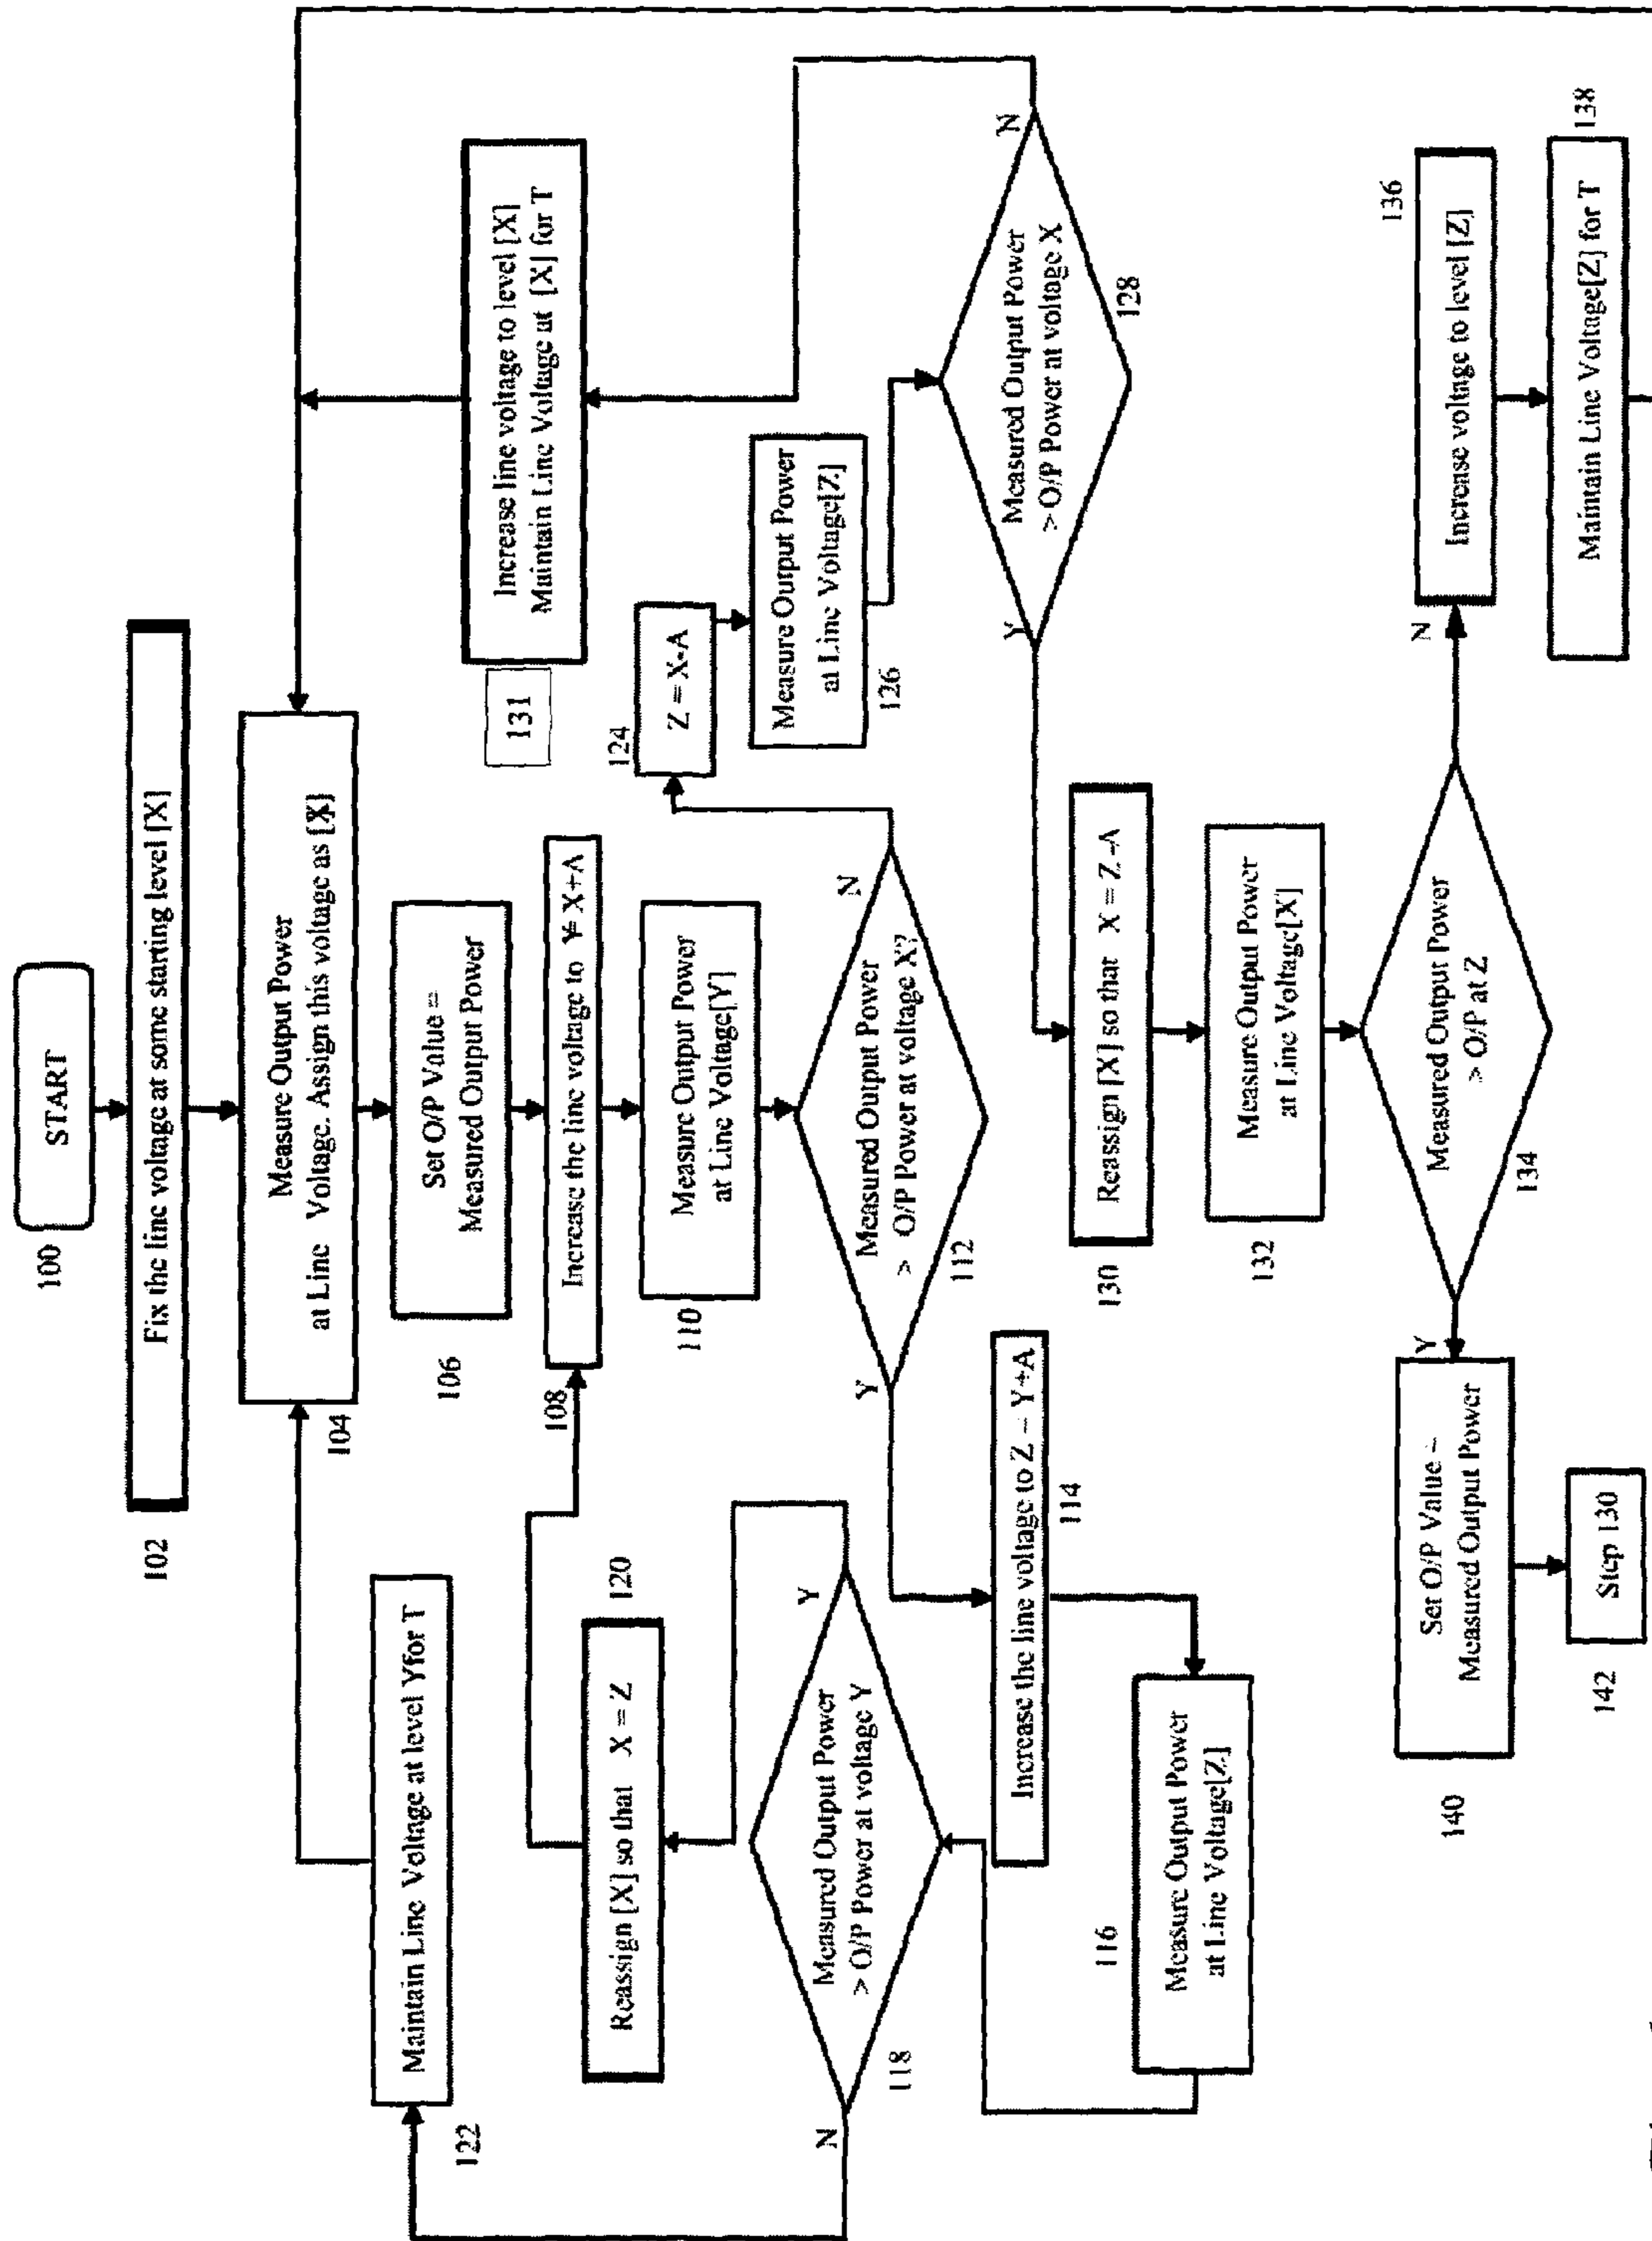 100
START
102
Fix the line voltage at some starting level [X]
104
Measure Output Power
at Line Voltage. Assign this voltage as [X]
106
Set O/P Value =
Measured Output Power
108
Increase the line voltage to Y= X+A
110
Measure Output Power
at Line Voltage[Y]
112
Measured Output Power
> O/P Power at voltage X?
Y
N
114
Increase the line voltage to Z = Y+A
116
Measure Output Power
at Line Voltage[Z]
118
Measured Output Power
> O/P Power at voltage Y
Y
N
120
Reassign [X] so that X = Z
122
Maintain Line Voltage at level Yfor T
124
Z = X-A
126
Measure Output Power
at Line Voltage[Z]
128
Measured Output Power
>O/P Power at voltage X
Y
N
131
Increase line voltage to level [X]
Maintain Line Voltage at [X] for T
130
Reassign [X] so that X = Z-A
132
Measure Output Power
at Line Voltage[X]
134
Measured Output Power
> O/P at Z
Y
N
136
Increase voltage to level [Z]
138
Maintain Line Voltage[Z] for T
140
Set O/P Value =
Measured Output Power
142
Step 130